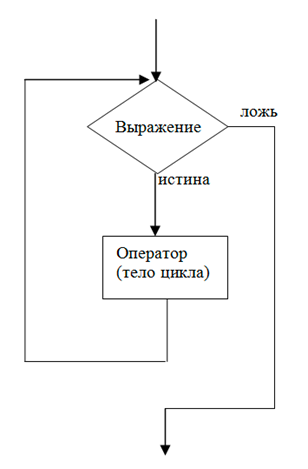 ложь
Выражение
истина
Оператор
(тело цикла)